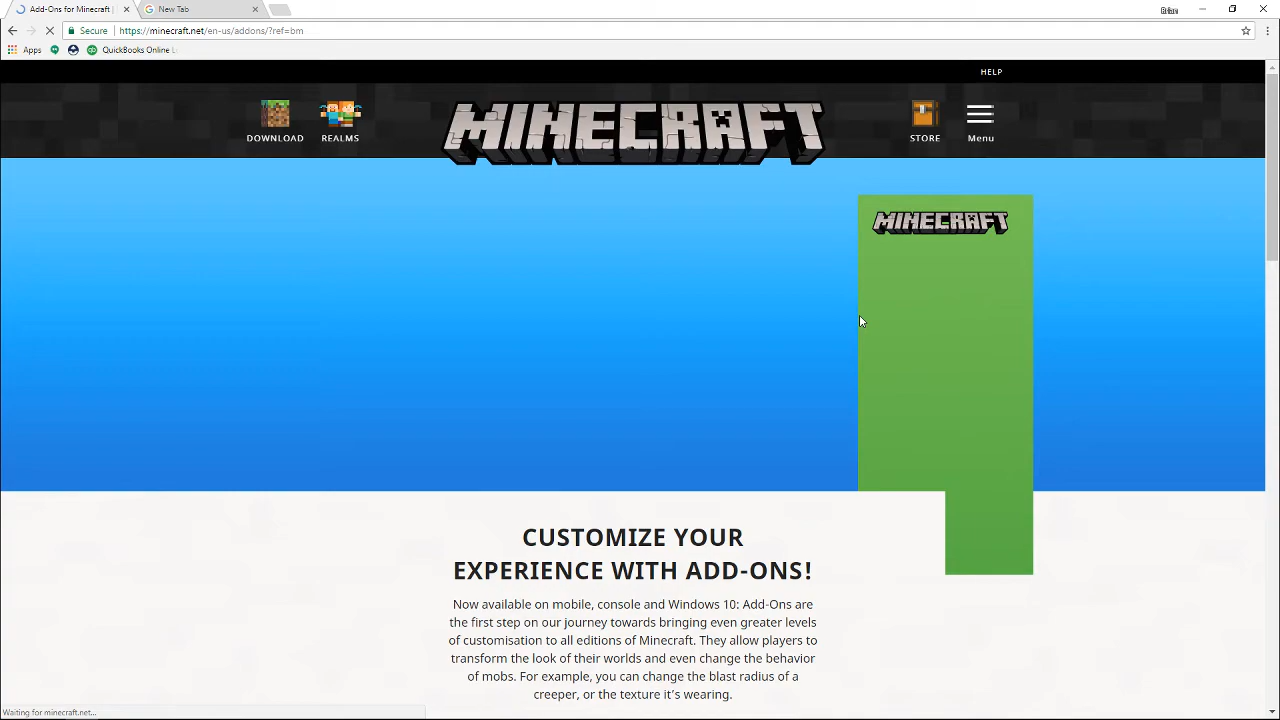 Add-Ons for Minecraft
New Tab
Secure
https://minecraft.net/en-us/addons/?ref=bm
Apps
QuickBooks Online L
HELP
DOWNLOAD
REALMS
MINECRAFT
STORE
Menu
MINECRAFT
CUSTOMIZE YOUR
EXPERIENCE WITH ADD-ONS!
Now available on mobile, console and Windows 10: Add-Ons are
the first step on our journey towards bringing even greater levels
of customisation to all editions of Minecraft. They allow players to
transform the look of their worlds and even change the behavior
of mobs. For example, you can change the blast radius of a
creeper, or the texture it's wearing.
Waiting for minecraft.net...